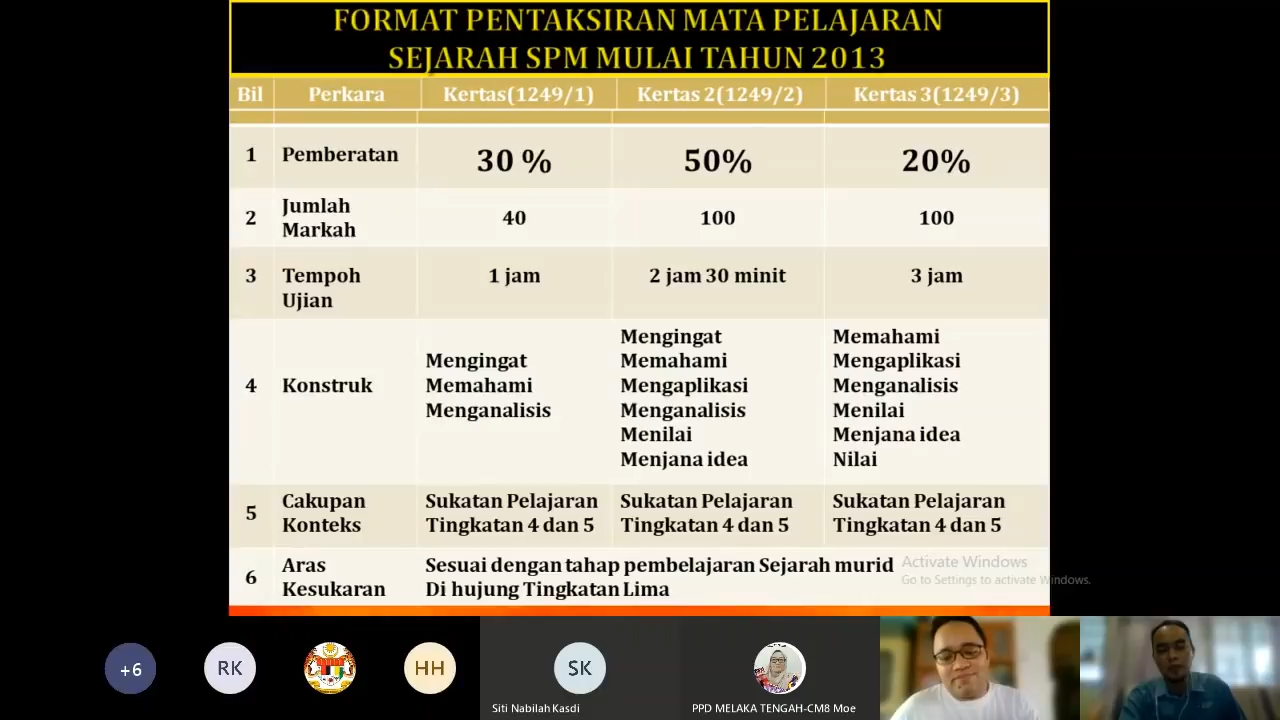 FORMAT PENTAKSIRAN MATA PELAJARAN
SEJARAH SPM MULAI TAHUN 2013
Bil Perkara Kertas(1249/1) Kertas 2(1249/2) Kertas 3(1249/3)
1 Pemberatan 30 % 50% 20%
2 Jumlah Markah 40 100 100
3 Tempoh Ujian 1 jam 2 jam 30 minit 3 jam
4 Konstruk
Mengingat
Memahami
Menganalisis
Mengingat
Memahami
Mengaplikasi
Menganalisis
Menilai
Menjana idea
Memahami
Mengaplikasi
Menganalisis
Menilai
Menjana idea
Nilai
5 Cakupan Konteks
Sukatan Pelajaran
Tingkatan 4 dan 5
Sukatan Pelajaran
Tingkatan 4 dan 5
Sukatan Pelajaran
Tingkatan 4 dan 5
6 Aras Kesukaran
Sesuai dengan tahap pembelajaran Sejarah murid
Di hujung Tingkatan Lima
Activate Windows
Go to Settings to activate Windows.
+6
RK
HH
SK
Siti Nabilah Kasdi
PPD MELAKA TENGAH-CM8 Moe